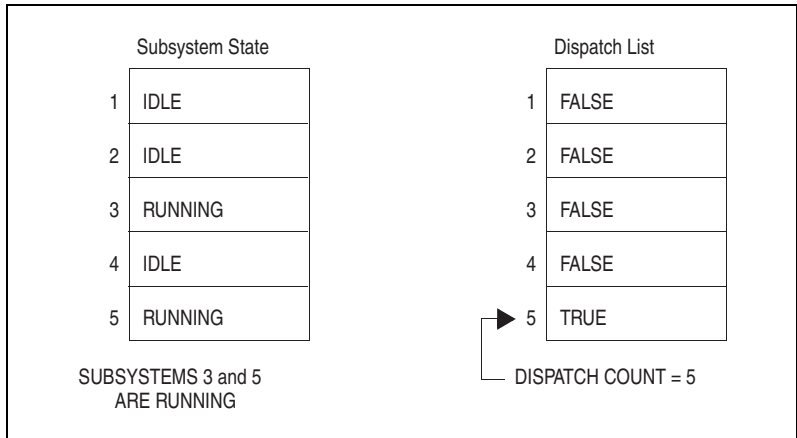 Subsystem State
1 IDLE
2 IDLE
3 RUNNING
4 IDLE
5 RUNNING
SUBSYSTEMS 3 and 5
ARE RUNNING
Dispatch List
1 FALSE
2 FALSE
3 FALSE
4 FALSE
5 TRUE
DISPATCH COUNT = 5